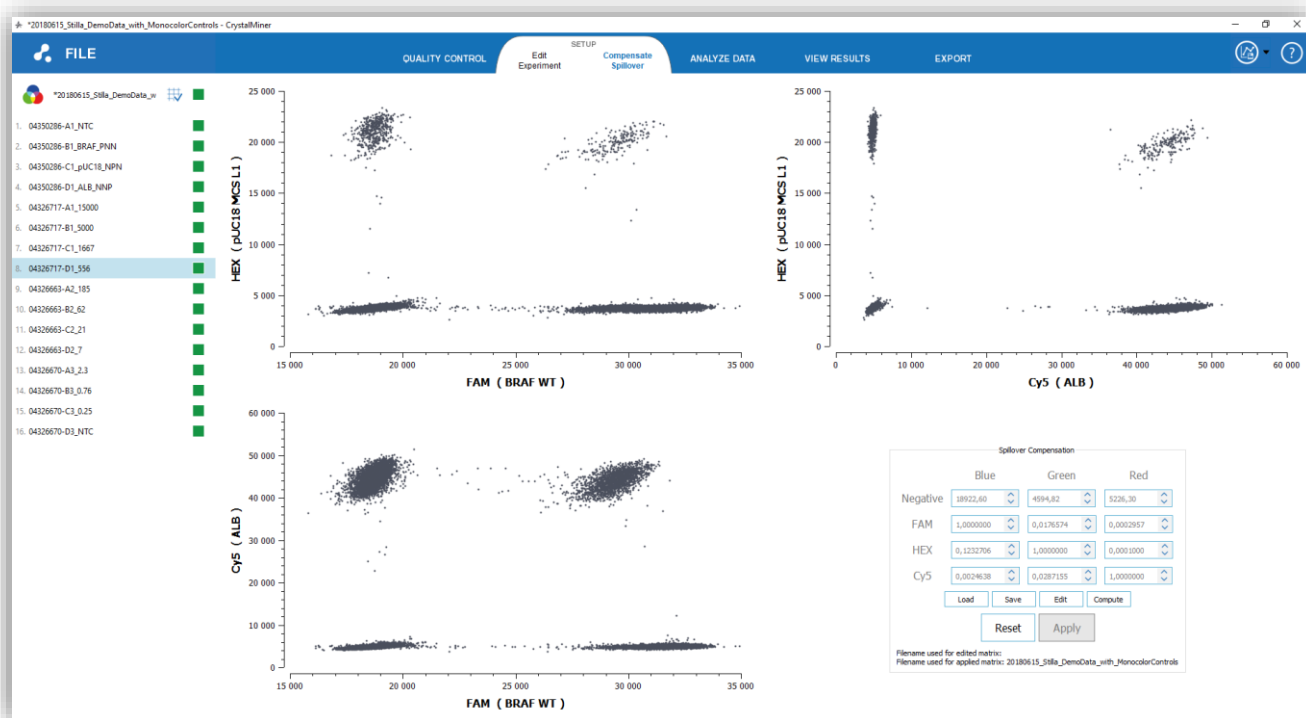 *20180615_Stilla_DemoData_with_MonocolorControls - CrystalMiner
FILE
QUALITY CONTROL
SETUP
Edit Experiment
Compensate Spillover
ANALYZE DATA
VIEW RESULTS
EXPORT
?
*20180615_Stilla_DemoData_w
1. 04350286-A1_NTC
2. 04350286-B1_BRAF_PNN
3. 04350286-C1_pUC18_NPN
4. 04350286-D1_ALB_NNP
5. 04326717-A1_15000
6. 04326717-B1_5000
7. 04326717-C1_1667
8. 04326717-D1_556
9. 04326663-A2_185
10. 04326663-B2_62
11. 04326663-C2_21
12. 04326663-D2_7
13. 04326670-A3_2.3
14. 04326670-B3_0.76
15. 04326670-C3_0.25
16. 04326670-D3_NTC
HEX ( pUC18 MCS L1 )
25 000
20 000
15 000
10 000
5 000
0
15 000 20 000 25 000 30 000 35 000
FAM ( BRAF WT )
HEX ( pUC18 MCS L1 )
25 000
20 000
15 000
10 000
5 000
0
0 10 000 20 000 30 000 40 000 50 000 60 000
Cy5 ( ALB )
Cy5 ( ALB )
60 000
50 000
40 000
30 000
20 000
10 000
0
15 000 20 000 25 000 30 000 35 000
FAM ( BRAF WT )
Spillover Compensation
Blue Green Red
Negative 18922,60 4594,82 5226,30
FAM 1,0000000 0,0176574 0,0002957
HEX 0,1232706 1,0000000 0,0001000
Cy5 0,0024638 0,0287155 1,0000000
Load Save Edit Compute
Reset Apply
Filename used for edited matrix:
Filename used for applied matrix: 20180615_Stilla_DemoData_with_MonocolorControls